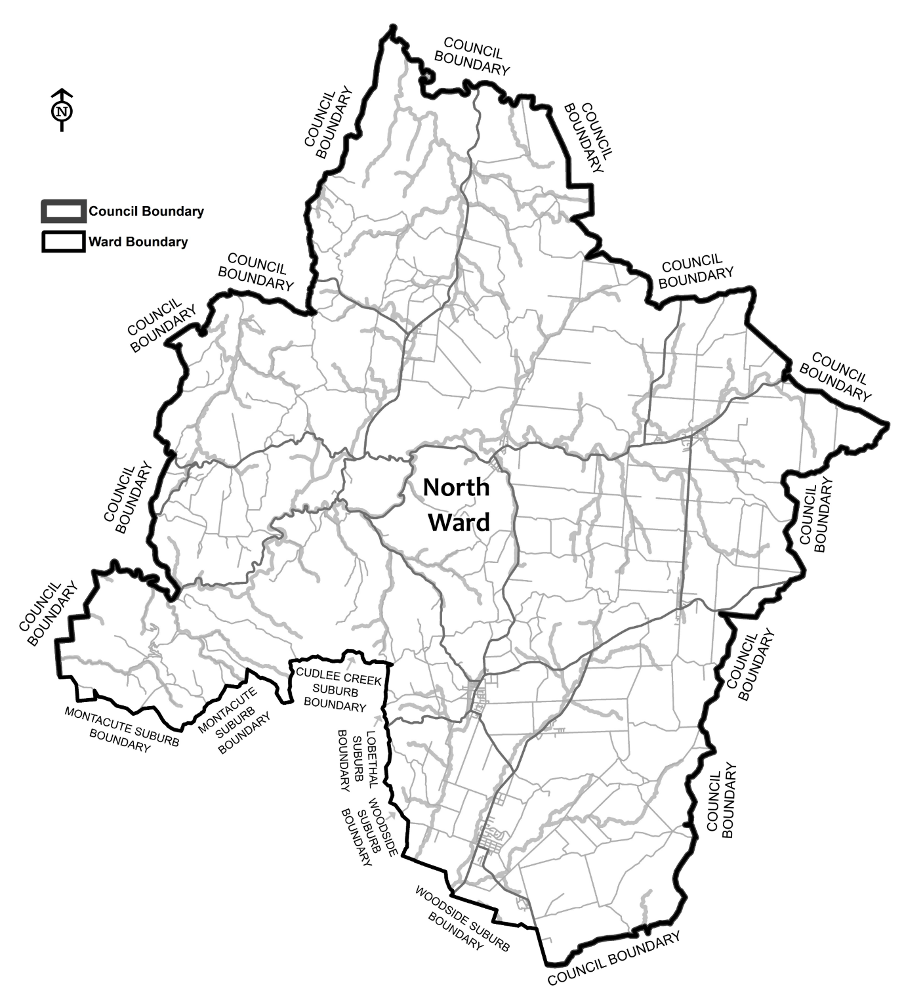 COUNCIL
BOUNDARY
COUNCIL
BOUNDARY
N
COUNCIL
BOUNDARY
Council Boundary
Ward Boundary
COUNCIL
BOUNDARY
COUNCIL
BOUNDARY
COUNCIL
BOUNDARY
COUNCIL
BOUNDARY
COUNCIL
BOUNDARY
North
Ward
COUNCIL
BOUNDARY
COUNCIL
BOUNDARY
COUNCIL
BOUNDARY
CUDLEE CREEK
SUBURB
BOUNDARY
MONTACUTE SUBURB
BOUNDARY
MONTACUTE
SUBURB
BOUNDARY
LOBETHAL
SUBURB
BOUNDARY
COUNCIL
BOUNDARY
WOODSIDE
SUBURB
BOUNDARY
WOODSIDE SUBURB
BOUNDARY
COUNCIL BOUNDARY